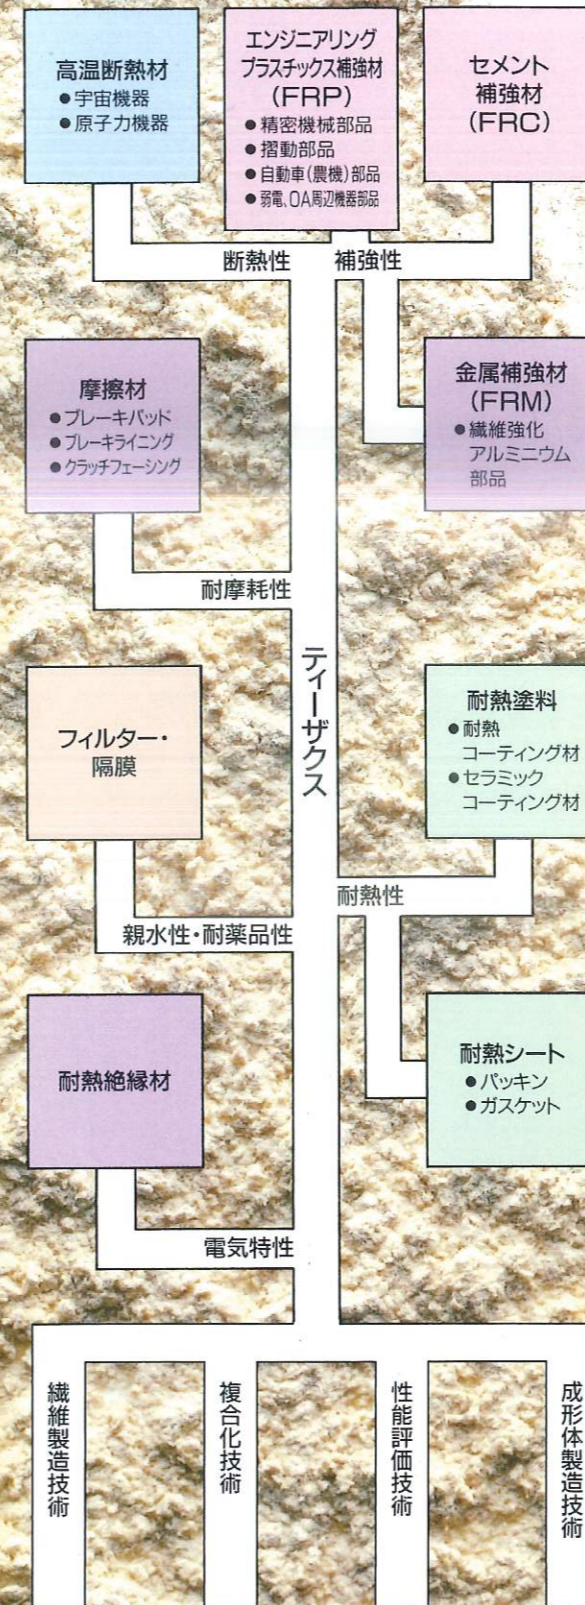 高温断熱材
●宇宙機器
●原子力機器
エンジニアリング
プラスチックス補強材
(FRP)
●精密機械部品
●摺動部品
●自動車(農機)部品
●弱電、OA周辺機器部品
セメント
補強材
(FRC)
断熱性
補強性
摩擦材
●ブレーキパッド
●ブレーキライニング
●クラッチフェーシング
金属補強材
(FRM)
●繊維強化
アルミニウム
部品
耐摩耗性
ティーザクス
フィルター・
隔膜
耐熱塗料
●耐熱
コーティング材
●セラミック
コーティング材
耐熱性
親水性・耐薬品性
耐熱絶縁材
耐熱シート
●パッキン
●ガスケット
電気特性
繊維製造技術
複合化技術
性能評価技術
成形体製造技術